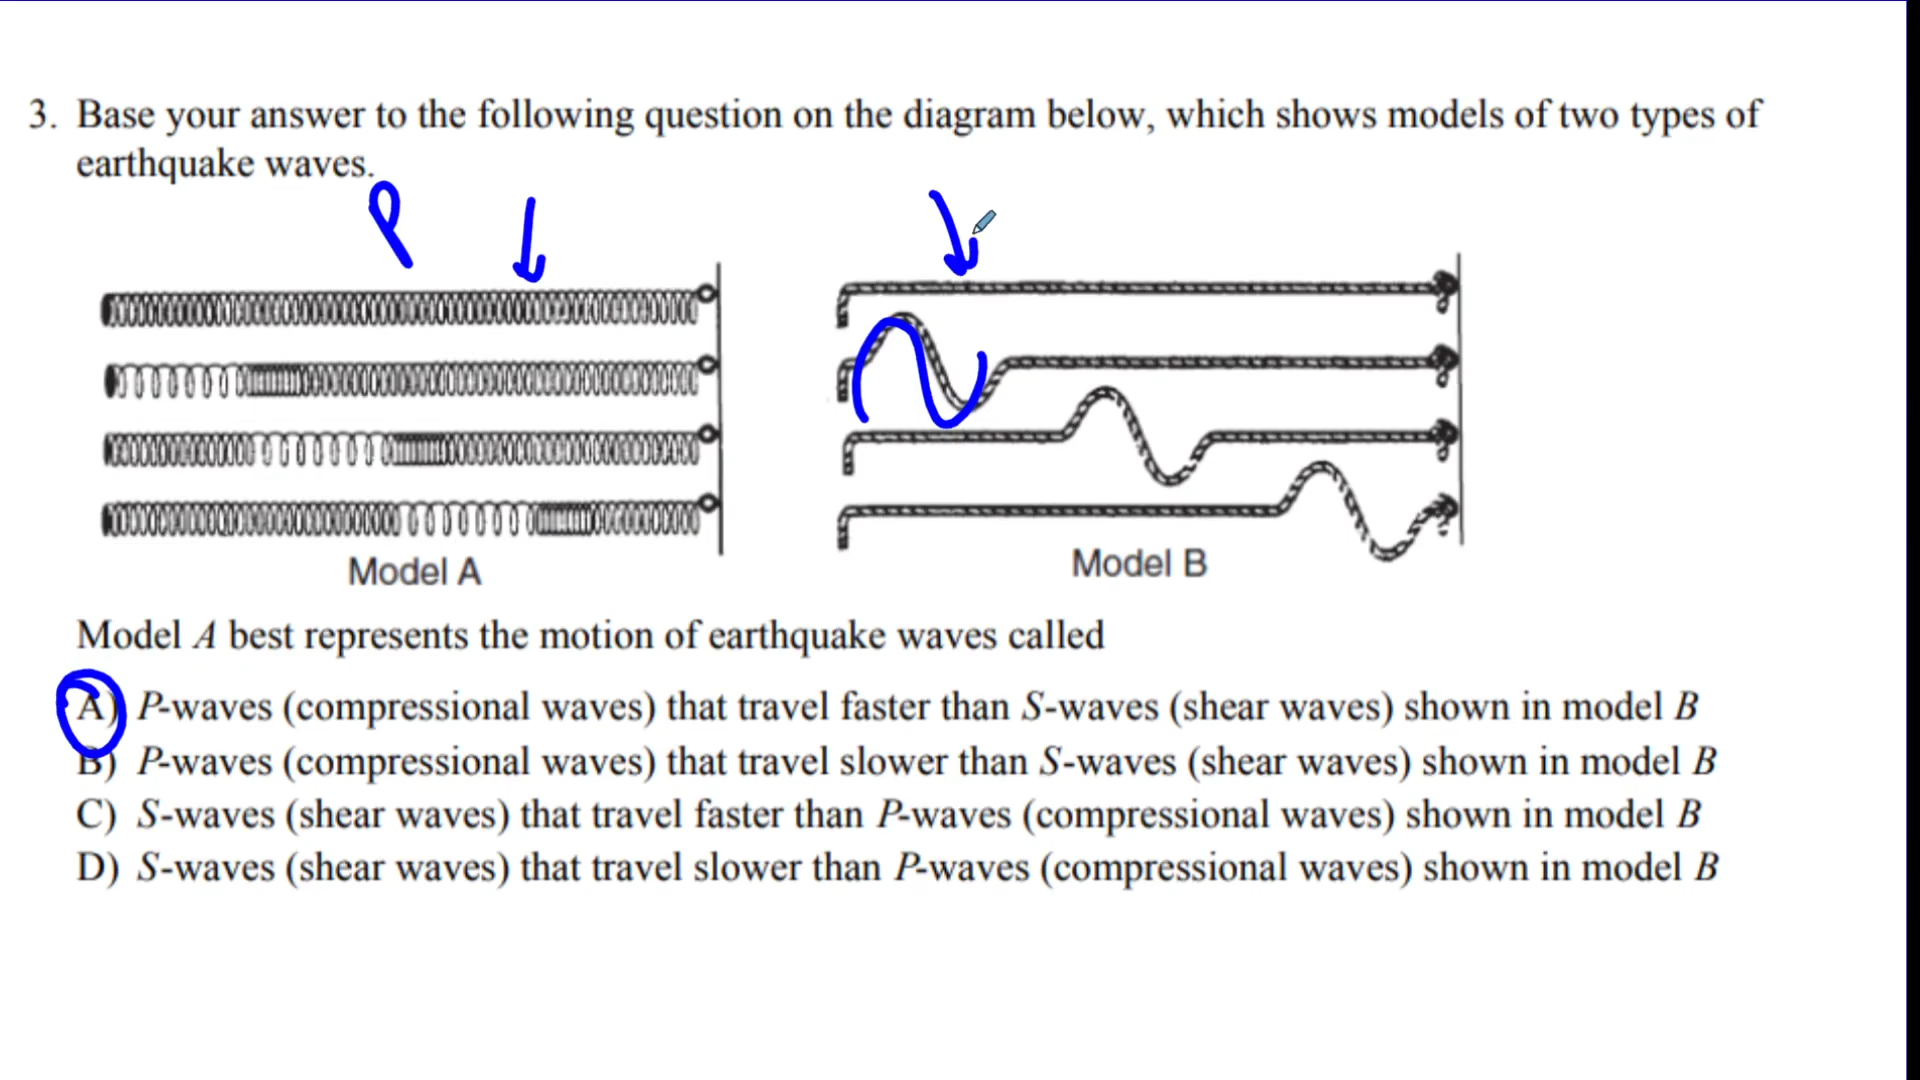 3. Base your answer to the following question on the diagram below, which shows models of two types of
earthquake waves.
P
Model A
Model B
Model A best represents the motion of earthquake waves called
A) P-waves (compressional waves) that travel faster than S-waves (shear waves) shown in model B
B) P-waves (compressional waves) that travel slower than S-waves (shear waves) shown in model B
C) S-waves (shear waves) that travel faster than P-waves (compressional waves) shown in model B
D) S-waves (shear waves) that travel slower than P-waves (compressional waves) shown in model B